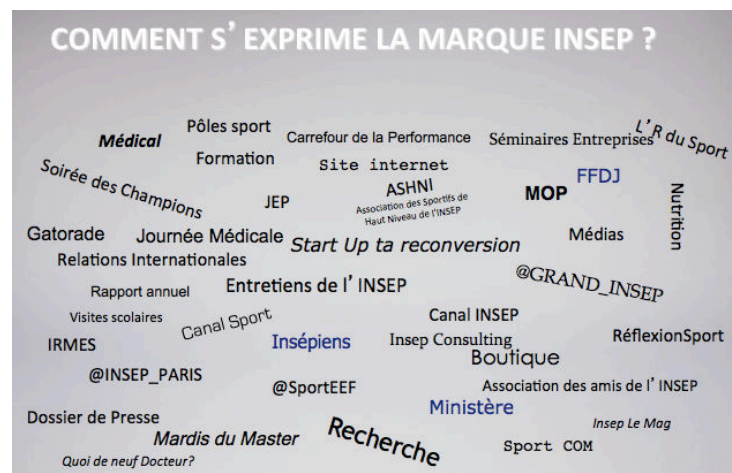 COMMENT S' EXPRIME LA MARQUE INSEP ?
Médical
Pôles sport
Carrefour de la Performance
Séminaires Entreprises
L'R du Sport
Formation
Site internet
Soirée des Champions
JEP
ASHNI
Association des Sportifs de
Haut Niveau de l'INSEP
MOP
FFDJ
Nutrition
Gatorade
Journée Médicale
Start Up ta reconversion
Médias
Relations Internationales
Rapport annuel
Entretiens de l' INSEP
@GRAND_INSEP
Visites scolaires
Canal Sport
Canal INSEP
IRMES
Insépiens
Insep Consulting
RéflexionSport
Boutique
@INSEP_PARIS
@SportEEF
Association des amis de l' INSEP
Ministère
Dossier de Presse
Insep Le Mag
Mardis du Master
Recherche
Sport COM
Quoi de neuf Docteur?